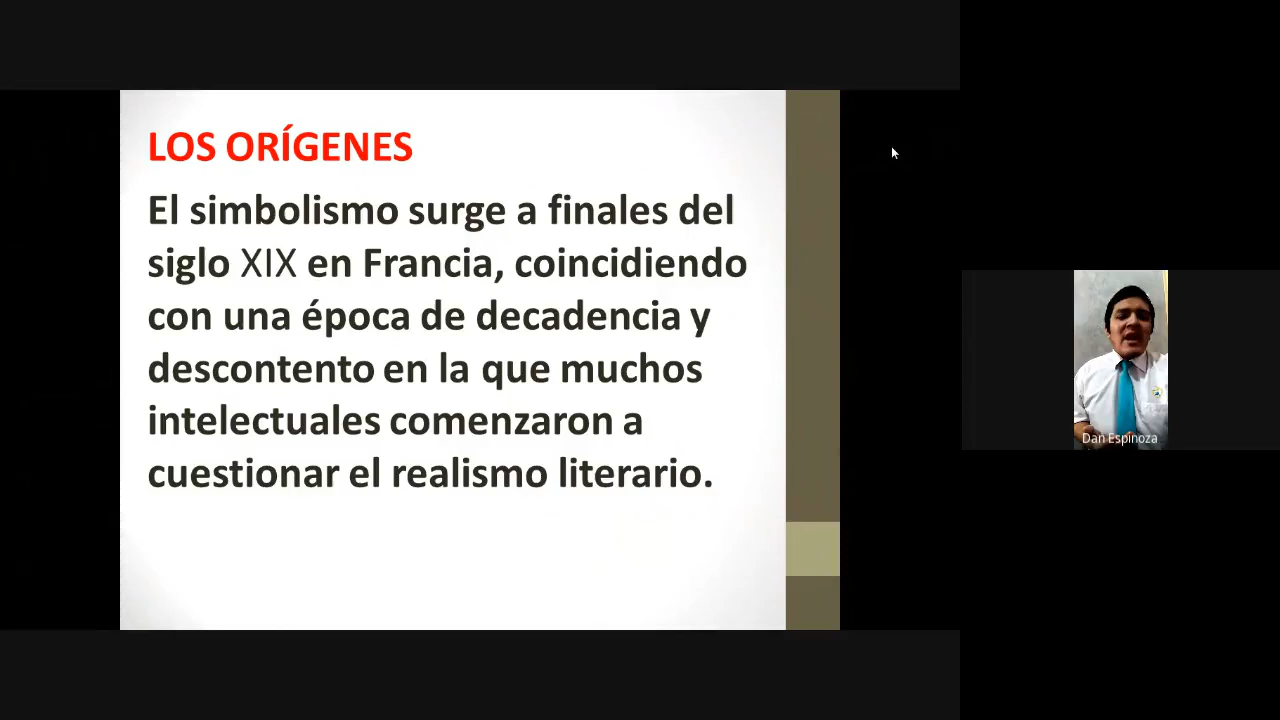 LOS ORÍGENES
El simbolismo surge a finales del
siglo XIX en Francia, coincidiendo
con una época de decadencia y
descontento en la que muchos
intelectuales comenzaron a
cuestionar el realismo literario.
Dan Espinoza